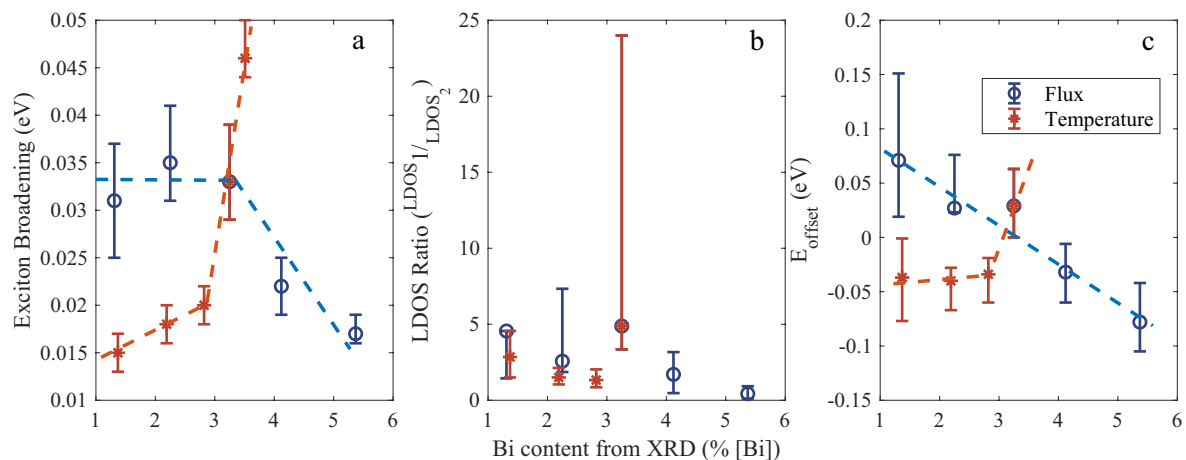 0.05
0.045
0.04
0.035
0.03
0.025
0.02
0.015
0.01
Exciton Broadening (eV)
a
1 2 3 4 5 6
25
20
15
10
5
0
LDOS Ratio (LDOS1/LDOS2)
b
1 2 3 4 5 6
Bi content from XRD (% [Bi])
0.2
0.15
0.1
0.05
0
-0.05
-0.1
-0.15
Eoffset (eV)
c
Flux
Temperature
1 2 3 4 5 6